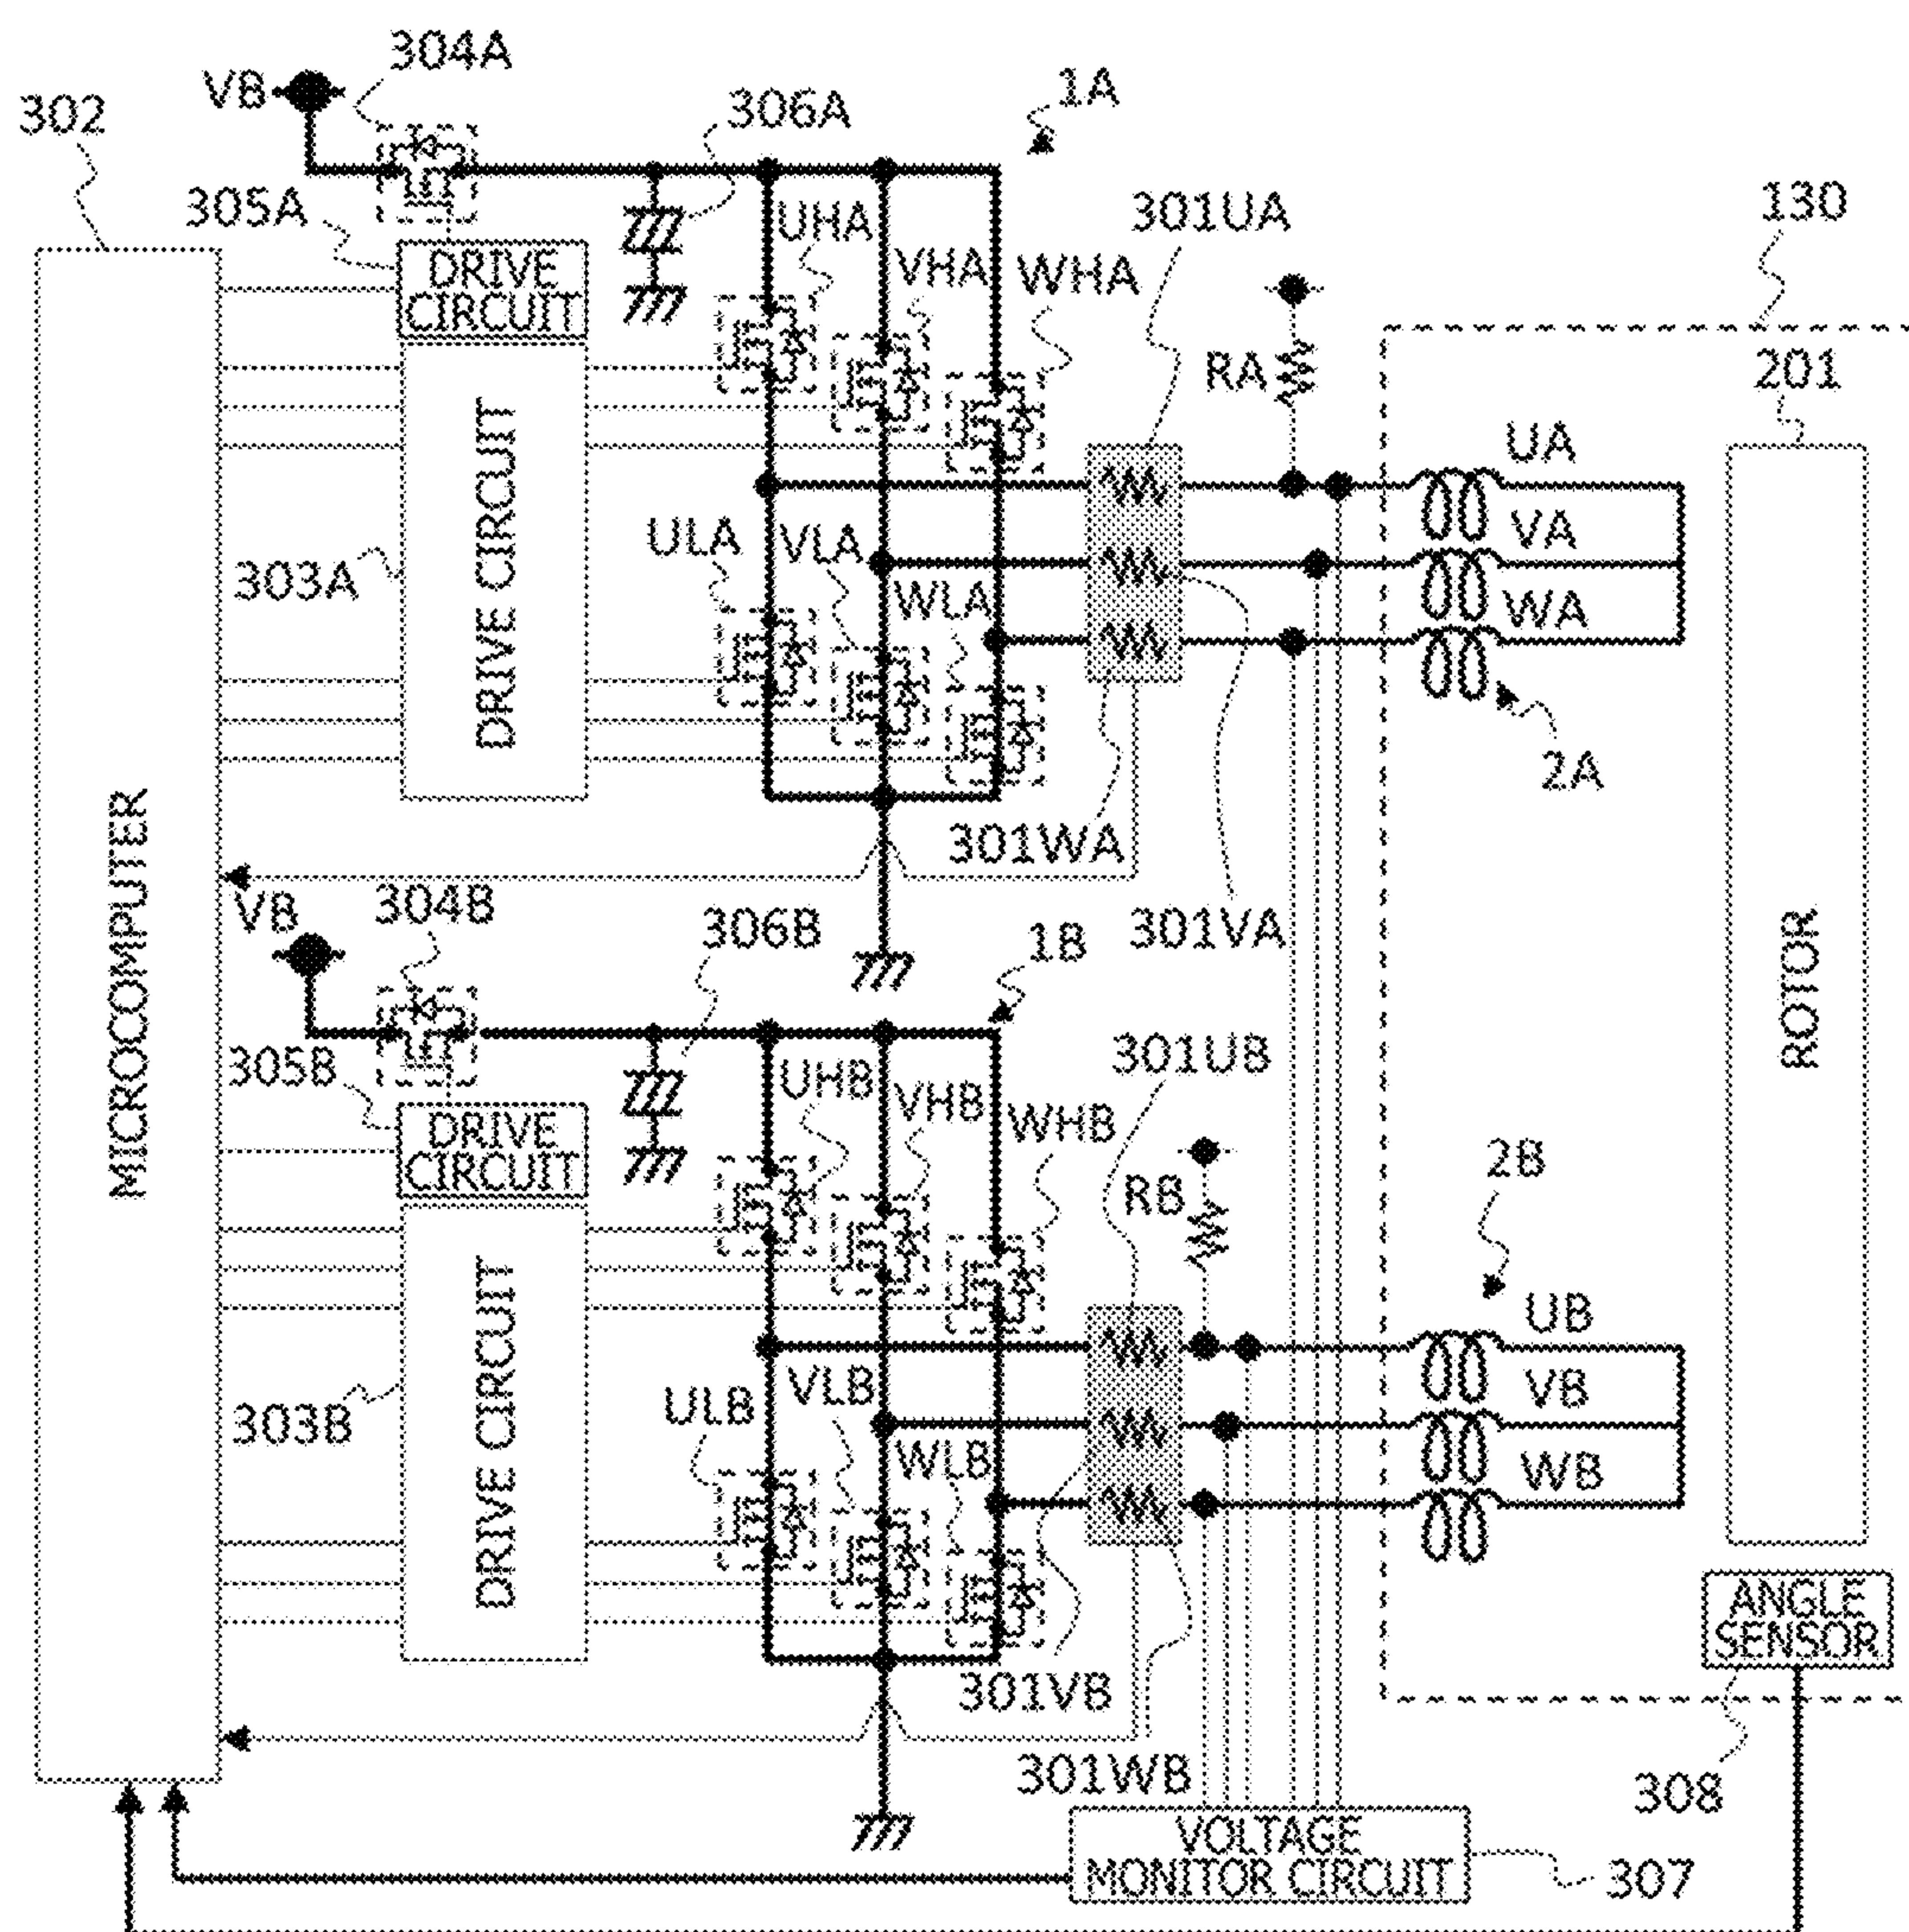 304A
VB
302
306A
1A
305A
UHA
301UA
130
DRIVE
CIRCUIT
VHA
WHA
RA
201
UA
DRIVE CIRCUIT
ULA
VLA
VA
303A
WLA
WA
2A
301WA
MICROCOMPUTER
304B
VB
306B
1B
301VA
ROTOR
305B
UHB
301UB
VHB
WHB
DRIVE
CIRCUIT
2B
RB
UB
DRIVE CIRCUIT
VLB
VB
ULB
303B
WLB
WB
ANGLE
SENSOR
301VB
301WB
308
VOLTAGE
MONITOR CIRCUIT
307